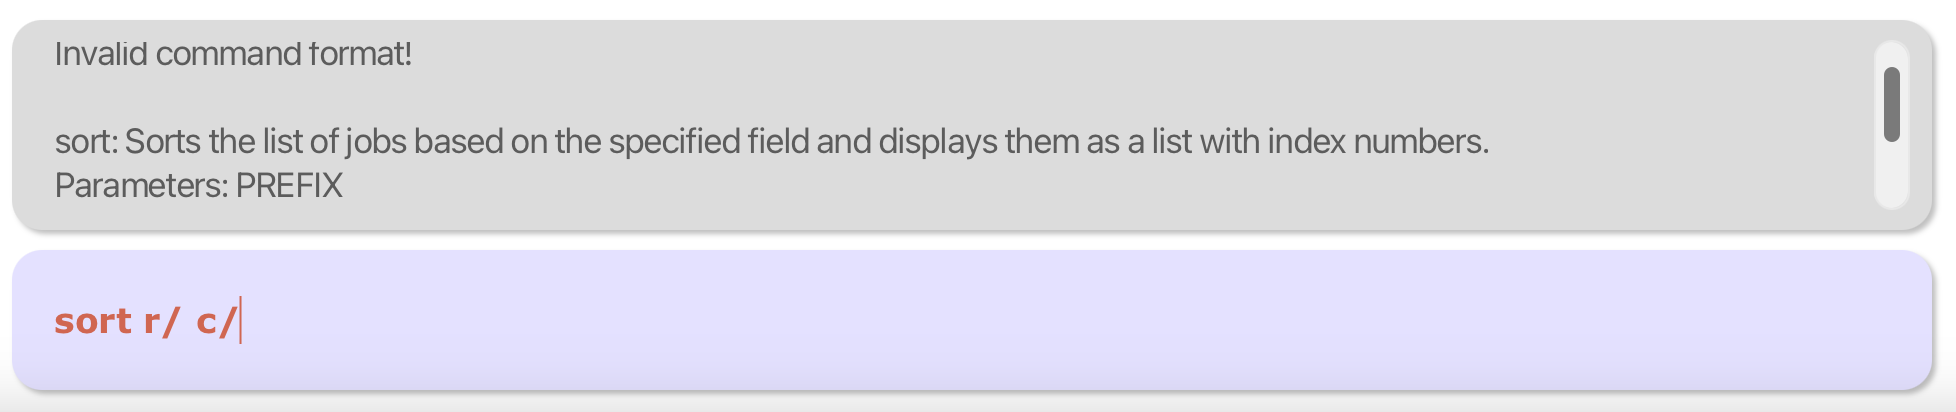 Invalid command format!
sort: Sorts the list of jobs based on the specified field and displays them as a list with index numbers.
Parameters: PREFIX
sort r/ c/